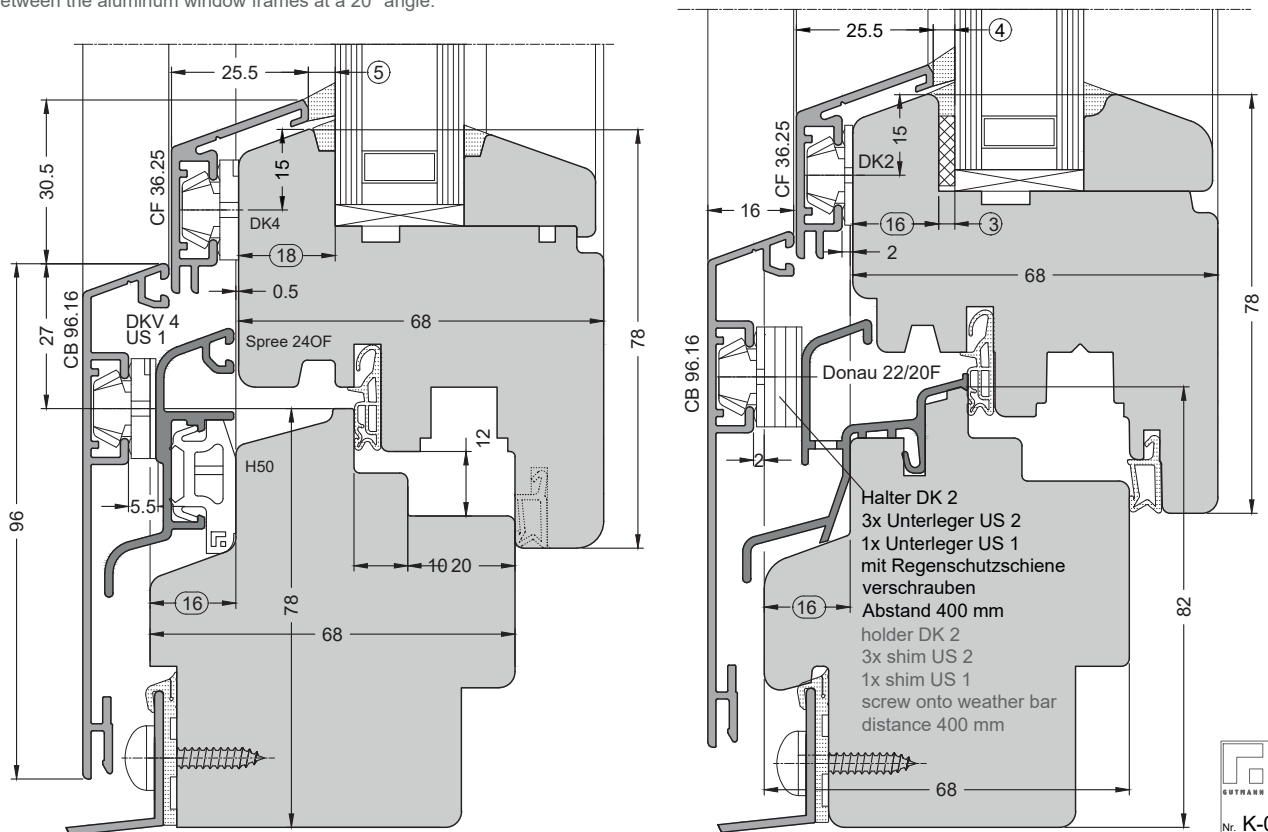 between the aluminum window frames at a 20° angle.
25.5
5
30.5
CF 36.25
15
DK4
18
0.5
27
CB 96.16
DKV 4
US 1
Spree 24OF
68
78
96
H50
12
5.5
10 20
16
78
68
25.5
4
CF 36.25
15
DK2
16
16
3
2
68
78
CB 96.16
Donau 22/20F
2
Halter DK 2
3x Unterleger US 2
1x Unterleger US 1
mit Regenschutzschiene
verschrauben
Abstand 400 mm
16
82
holder DK 2
3x shim US 2
1x shim US 1
screw onto weather bar
distance 400 mm
68
GUTMANN